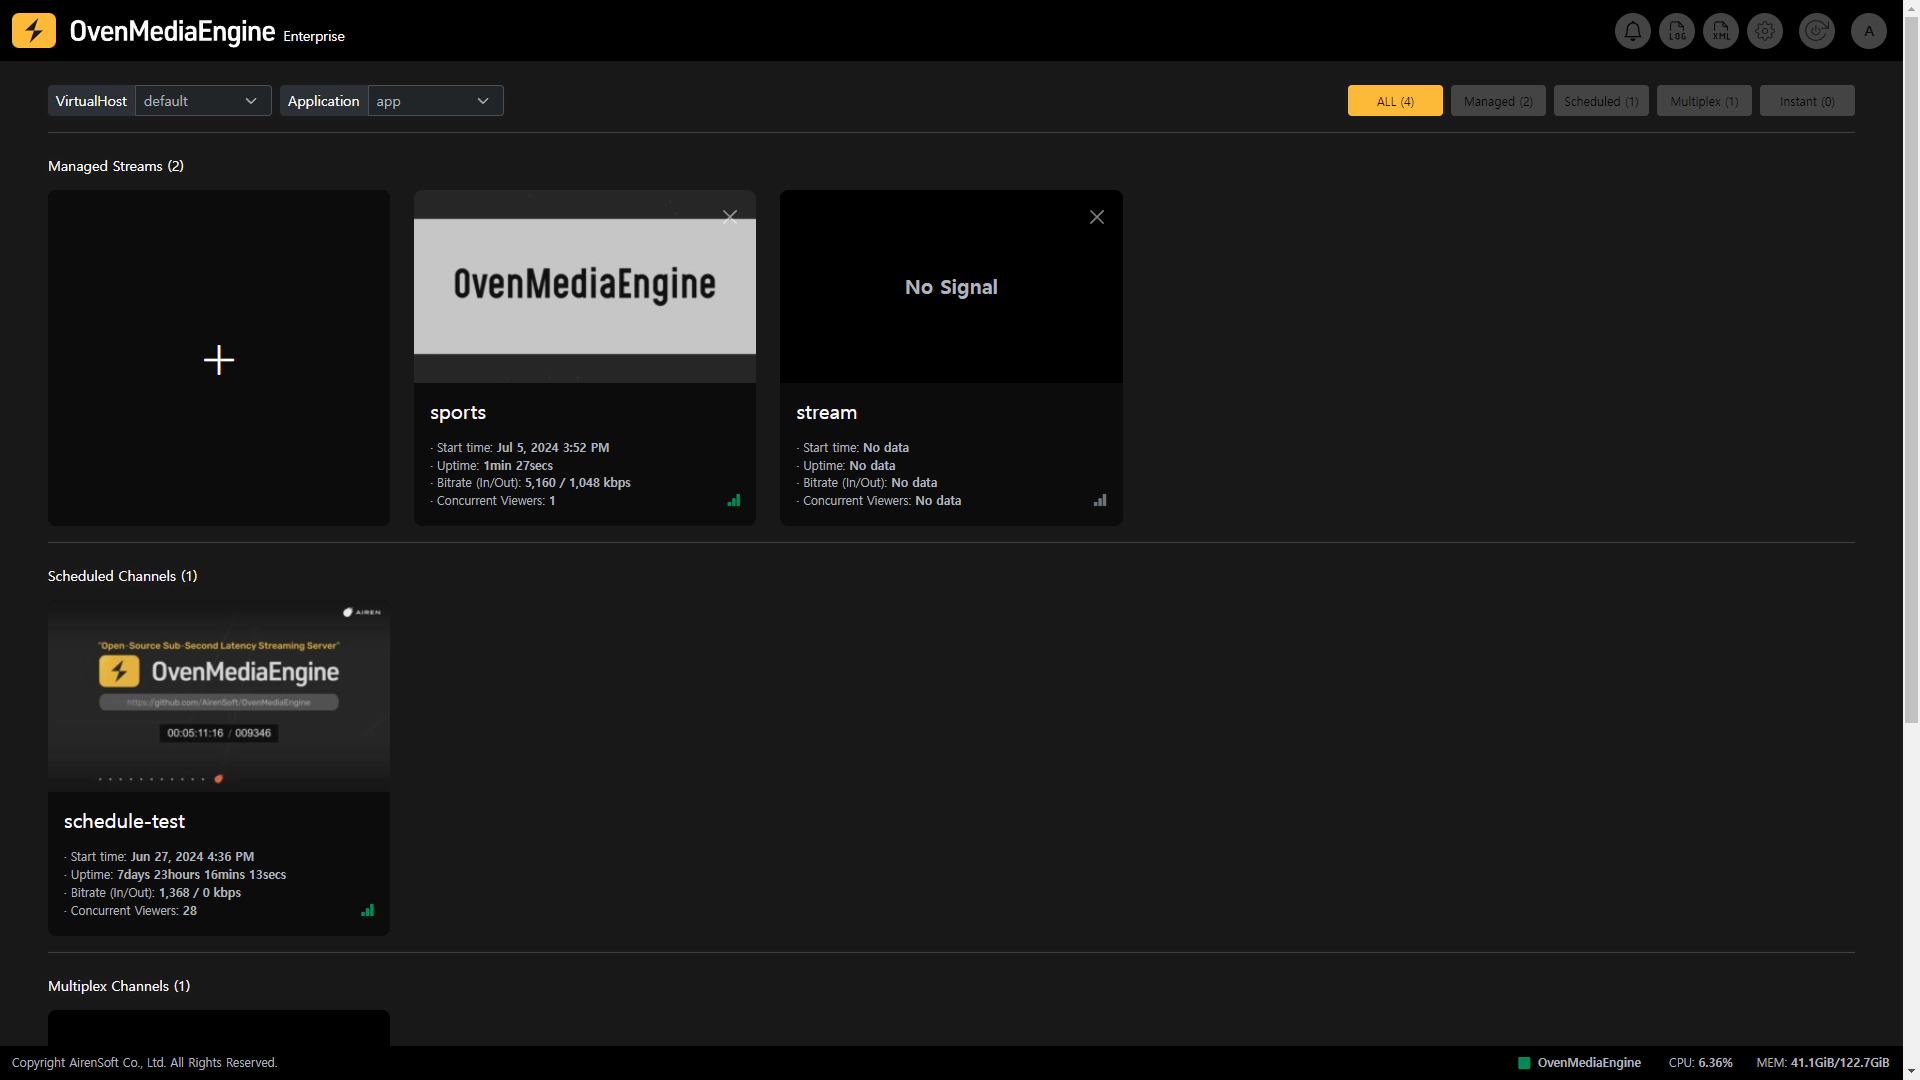 OvenMediaEngine Enterprise
LOG
XML
A
VirtualHost default Application app
ALL (4) Managed (2) Scheduled (1) Multiplex (1) Instant (0)
Managed Streams (2)
OvenMediaEngine
sports
· Start time: Jul 5, 2024 3:52 PM
· Uptime: 1min 27secs
· Bitrate (In/Out): 5,160 / 1,048 kbps
· Concurrent Viewers: 1
No Signal
stream
· Start time: No data
· Uptime: No data
· Bitrate (In/Out): No data
· Concurrent Viewers: No data
Scheduled Channels (1)
AIREN
"Open-Source Sub-Second Latency Streaming Server"
OvenMediaEngine
https://github.com/AirenSoft/OvenMediaEngine
00:05:11:16 / 009346
schedule-test
· Start time: Jun 27, 2024 4:36 PM
· Uptime: 7days 23hours 16mins 13secs
· Bitrate (In/Out): 1,368 / 0 kbps
· Concurrent Viewers: 28
Multiplex Channels (1)
Copyright AirenSoft Co., Ltd. All Rights Reserved.
OvenMediaEngine CPU: 6.36% MEM: 41.1GiB/122.7GiB